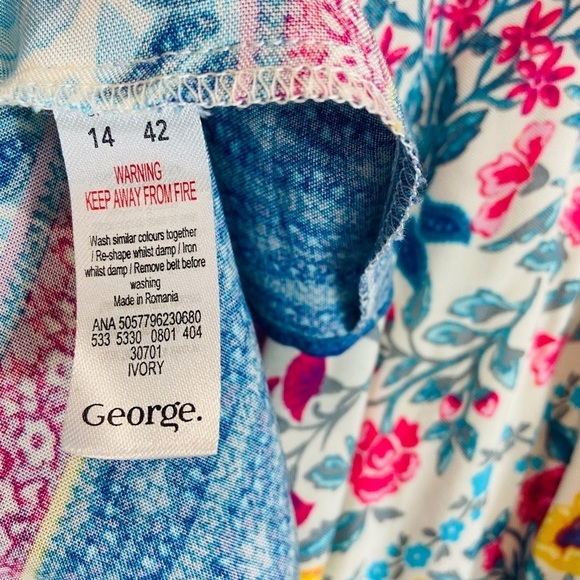 14 42
WARNING
KEEP AWAY FROM FIRE
Wash similar colours together
/ Re-shape whilst damp / Iron
whilst damp / Remove belt before
washing
Made in Romania
ANA 5057796230680
533 5330 0801 404
30701
IVORY
George.